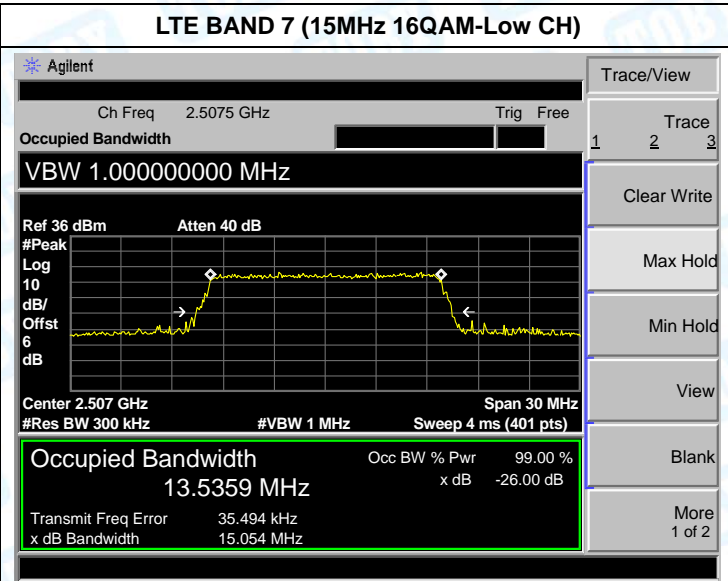 LTE BAND 7 (15MHz 16QAM-Low CH)
Agilent
Trace/View
Ch Freq 2.5075 GHz Trig Free
Occupied Bandwidth
Trace
1 2 3
VBW 1.000000000 MHz
Clear Write
Ref 36 dBm Atten 40 dB
#Peak
Log
10
dB/
Offst
6
dB
Max Hold
Min Hold
View
Center 2.507 GHz Span 30 MHz
#Res BW 300 kHz #VBW 1 MHz Sweep 4 ms (401 pts)
Occupied Bandwidth Occ BW % Pwr 99.00 %
13.5359 MHz x dB -26.00 dB
Blank
Transmit Freq Error 35.494 kHz
x dB Bandwidth 15.054 MHz
More
1 of 2